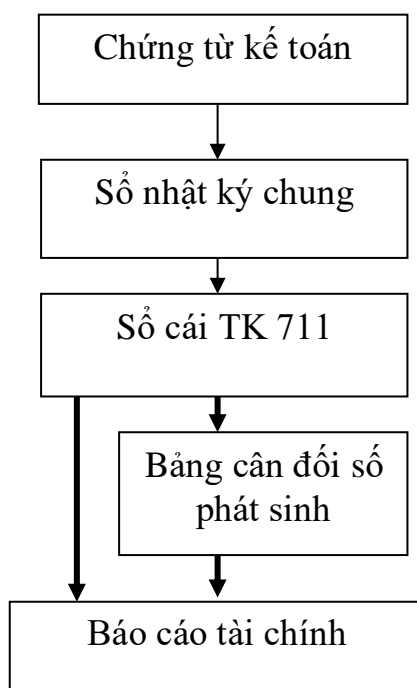 Chứng từ kế toán
Sổ nhật ký chung
Sổ cái TK 711
Bảng cân đối số
phát sinh
Báo cáo tài chính